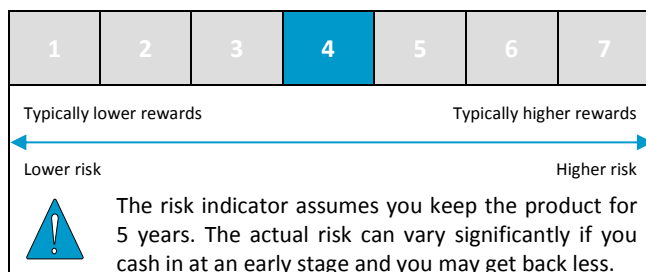 1 2 3 4 5 6 7
Typically lower rewards Typically higher rewards
Lower risk Higher risk
The risk indicator assumes you keep the product for
5 years. The actual risk can vary significantly if you
cash in at an early stage and you may get back less.